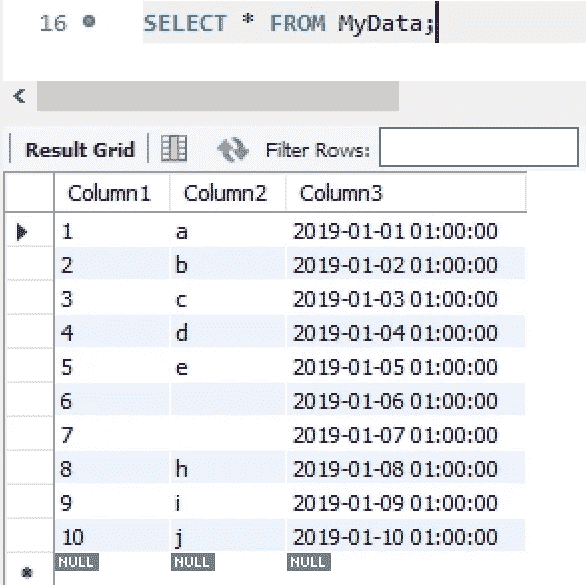 16 SELECT * FROM MyData;
Result Grid Filter Rows:
Column1 Column2 Column3
1 a 2019-01-01 01:00:00
2 b 2019-01-02 01:00:00
3 c 2019-01-03 01:00:00
4 d 2019-01-04 01:00:00
5 e 2019-01-05 01:00:00
6 2019-01-06 01:00:00
7 2019-01-07 01:00:00
8 h 2019-01-08 01:00:00
9 i 2019-01-09 01:00:00
10 j 2019-01-10 01:00:00
NULL NULL NULL